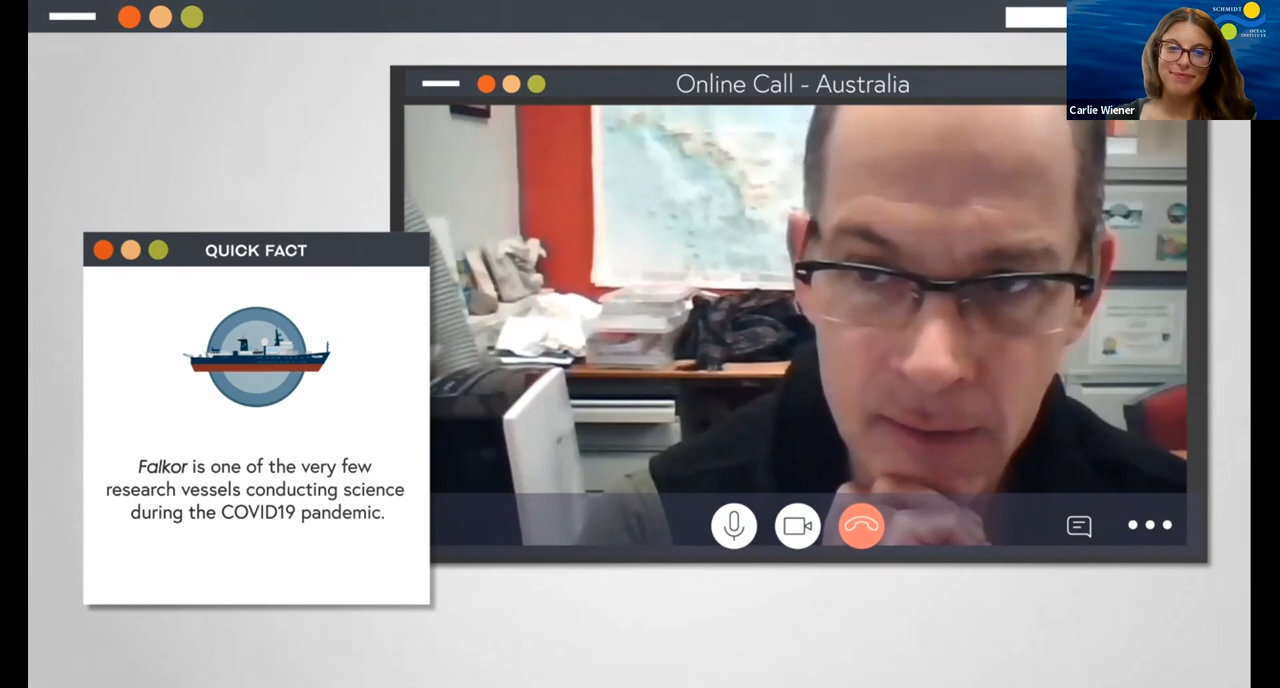 SCHMIDT
OCEAN
INSTITUTE
Carlie Wiener
Online Call - Australia
QUICK FACT
Falkor is one of the very few
research vessels conducting science
during the COVID19 pandemic.